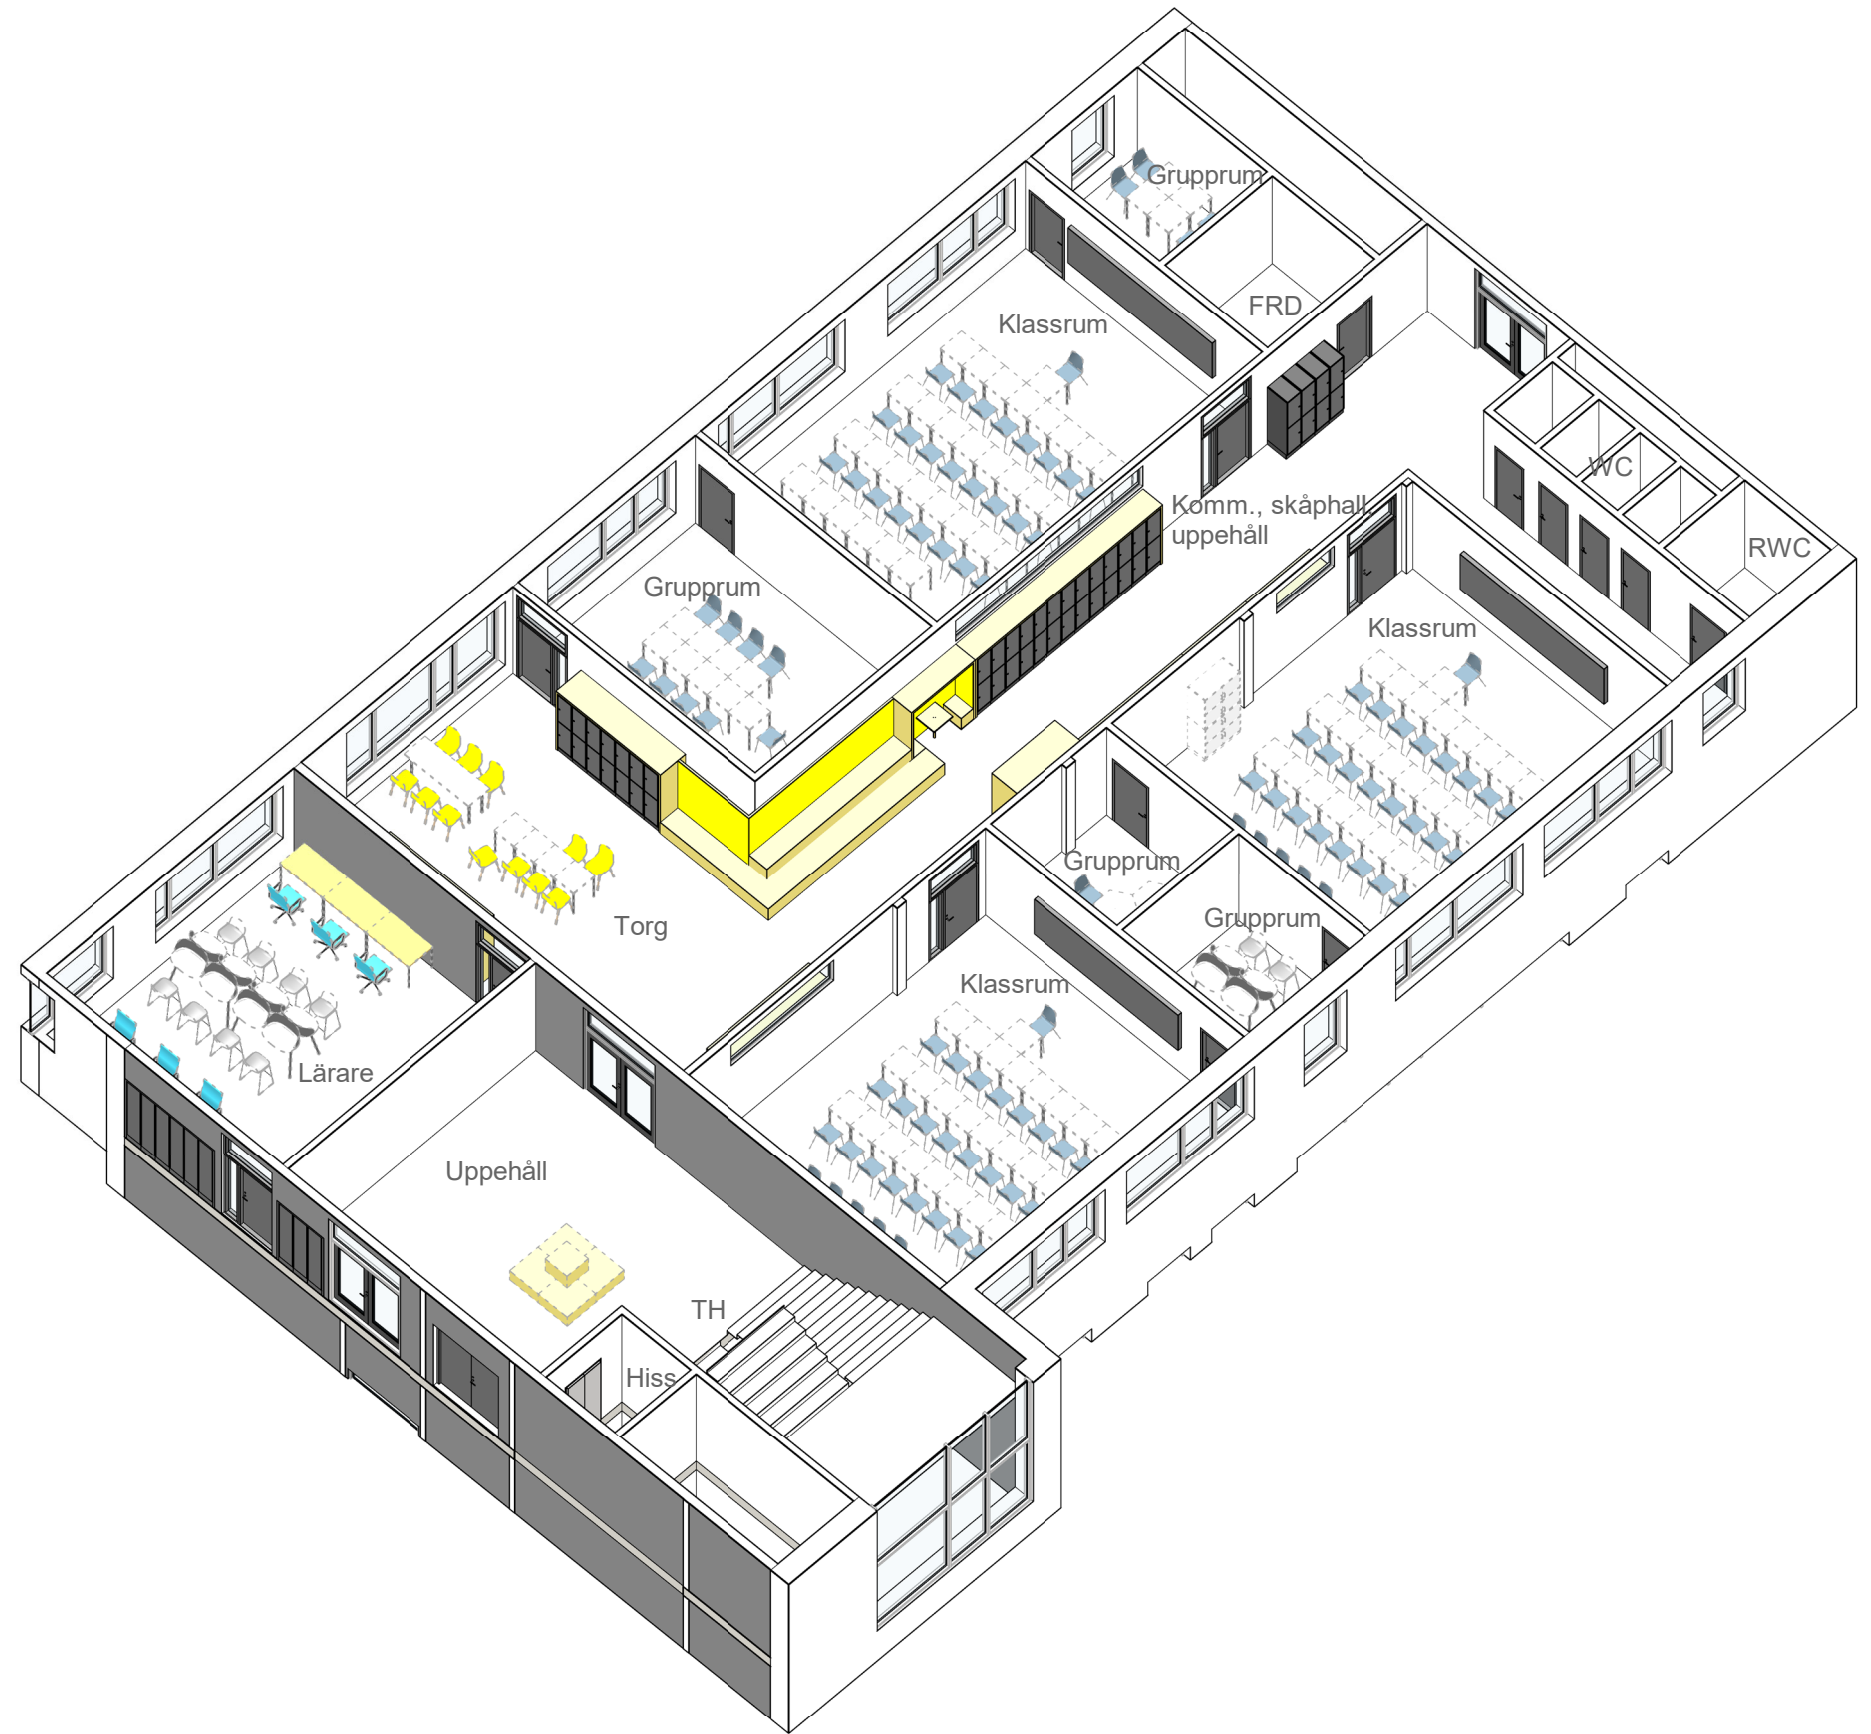 Grupprum
FRD
Klassrum
WC
Komm., skåphall,
uppehåll
RWC
Grupprum
Klassrum
Grupprum
Grupprum
Torg
Klassrum
Lärare
Uppehåll
TH
Hiss